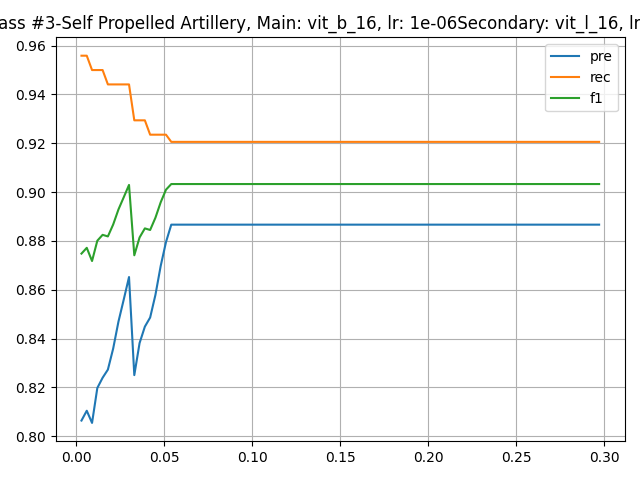 ass #3-Self Propelled Artillery, Main: vit_b_16, lr: 1e-06Secondary: vit_l_16, lr
pre
rec
f1
0.96
0.94
0.92
0.90
0.88
0.86
0.84
0.82
0.80
0.00 0.05 0.10 0.15 0.20 0.25 0.30